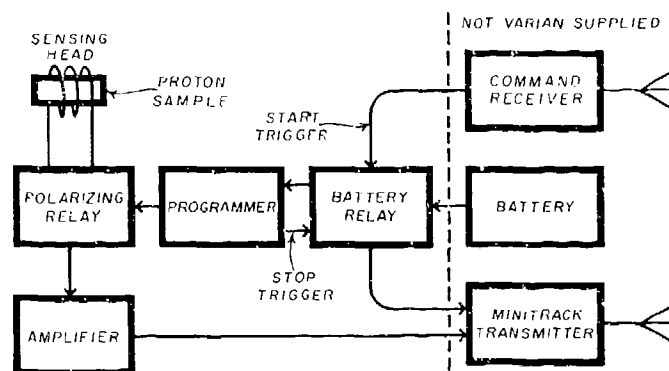 NOT VARIAN SUPPLIED
SENSING
HEAD
PROTON
SAMPLE
START
TRIGGER
COMMAND
RECEIVER
POLARIZING
RELAY
PROGRAMMER
BATTERY
RELAY
BATTERY
STOP
TRIGGER
AMPLIFIER
MINITRACK
TRANSMITTER